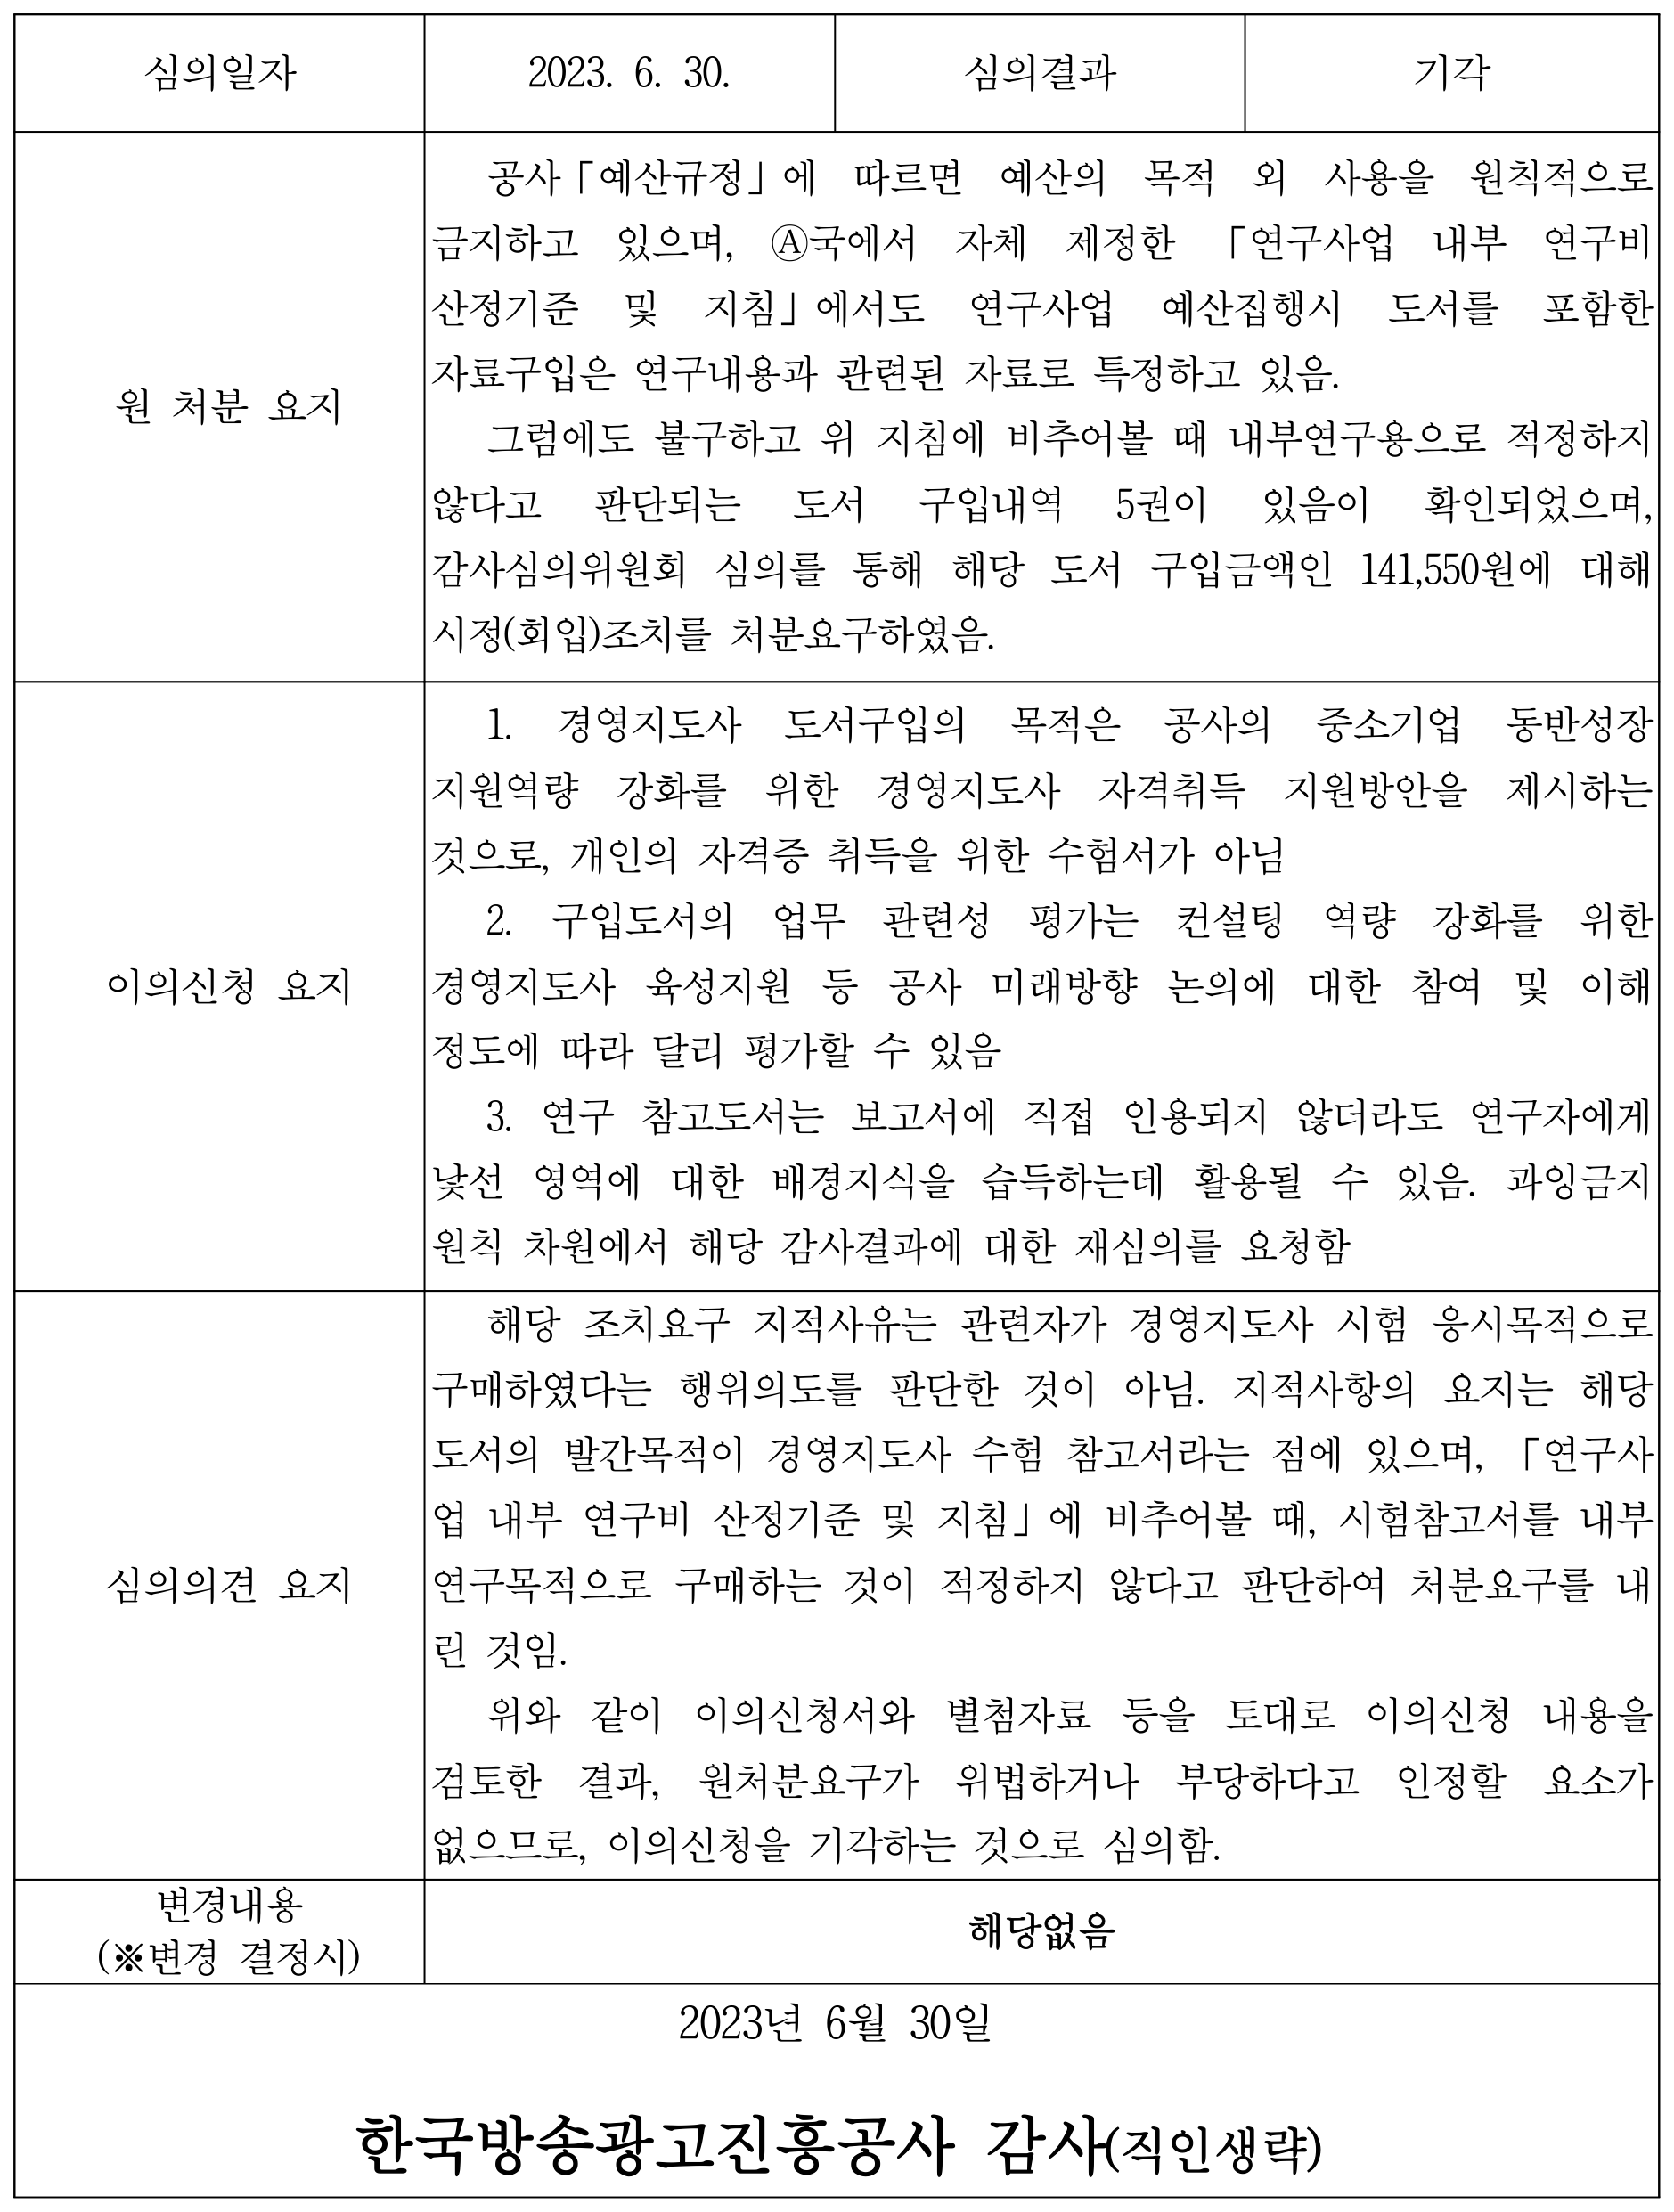 심의일자 2023. 6. 30. 심의결과 기각
공사「예산규정」에 따르면 예산의 목적 외 사용을 원칙적으로
금지하고 있으며, Ⓐ국에서 자체 제정한 「연구사업 내부 연구비
산정기준 및 지침」에서도 연구사업 예산집행시 도서를 포함한
자료구입은 연구내용과 관련된 자료로 특정하고 있음.
원 처분 요지
그럼에도 불구하고 위 지침에 비추어볼 때 내부연구용으로 적정하지
않다고 판단되는 도서 구입내역 5권이 있음이 확인되었으며,
감사심의위원회 심의를 통해 해당 도서 구입금액인 141,550원에 대해
시정(회입)조치를 처분요구하였음.
1. 경영지도사 도서구입의 목적은 공사의 중소기업 동반성장
지원역량 강화를 위한 경영지도사 자격취득 지원방안을 제시하는
것으로, 개인의 자격증 취득을 위한 수험서가 아님
2. 구입도서의 업무 관련성 평가는 컨설팅 역량 강화를 위한
이의신청 요지
경영지도사 육성지원 등 공사 미래방향 논의에 대한 참여 및 이해
정도에 따라 달리 평가할 수 있음
3. 연구 참고도서는 보고서에 직접 인용되지 않더라도 연구자에게
낯선 영역에 대한 배경지식을 습득하는데 활용될 수 있음. 과잉금지
원칙 차원에서 해당 감사결과에 대한 재심의를 요청함
해당 조치요구 지적사유는 관련자가 경영지도사 시험 응시목적으로
구매하였다는 행위의도를 판단한 것이 아님. 지적사항의 요지는 해당
도서의 발간목적이 경영지도사 수험 참고서라는 점에 있으며, 「연구사
업 내부 연구비 산정기준 및 지침」에 비추어볼 때, 시험참고서를 내부
심의의견 요지
연구목적으로 구매하는 것이 적정하지 않다고 판단하여 처분요구를 내
린 것임.
위와 같이 이의신청서와 별첨자료 등을 토대로 이의신청 내용을
검토한 결과, 원처분요구가 위법하거나 부당하다고 인정할 요소가
없으므로, 이의신청을 기각하는 것으로 심의함.
변경내용
(※변경 결정시)
해당없음
2023년 6월 30일
한국방송광고진흥공사 감사(직인생략)